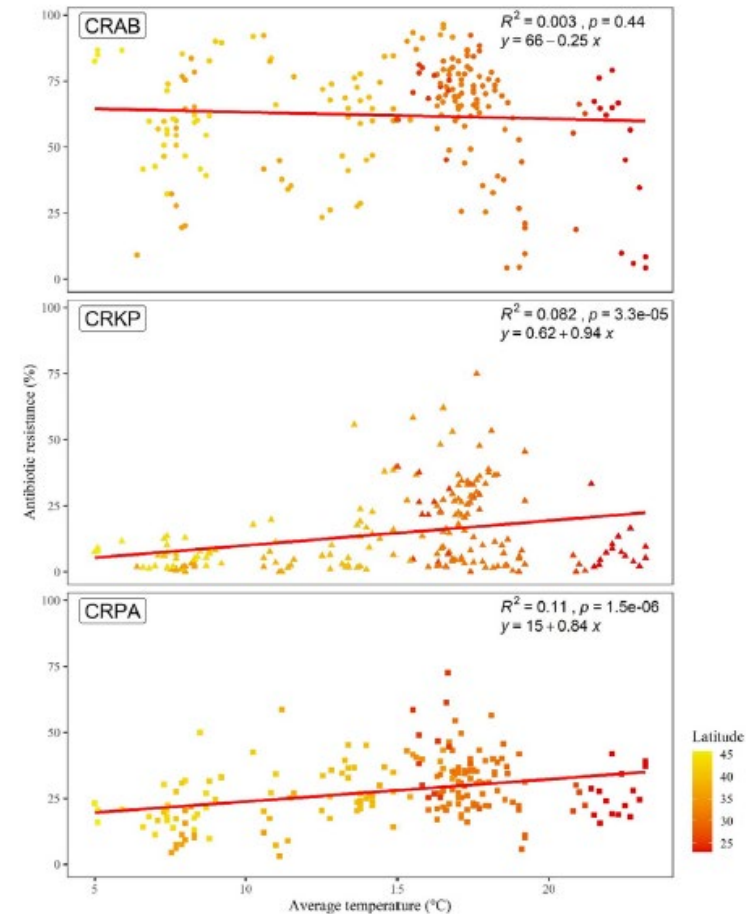 CRAB
R² = 0.003 , p = 0.44
y = 66 − 0.25 x
100
75
50
25
0
CRKP
R² = 0.082 , p = 3.3e-05
y = 0.62 + 0.94 x
100
75
50
25
0
Antibiotic resistance (%)
CRPA
R² = 0.11 , p = 1.5e-06
y = 15 + 0.84 x
100
75
50
25
0
Latitude
45
40
35
30
25
5 10 15 20
Average temperature (°C)